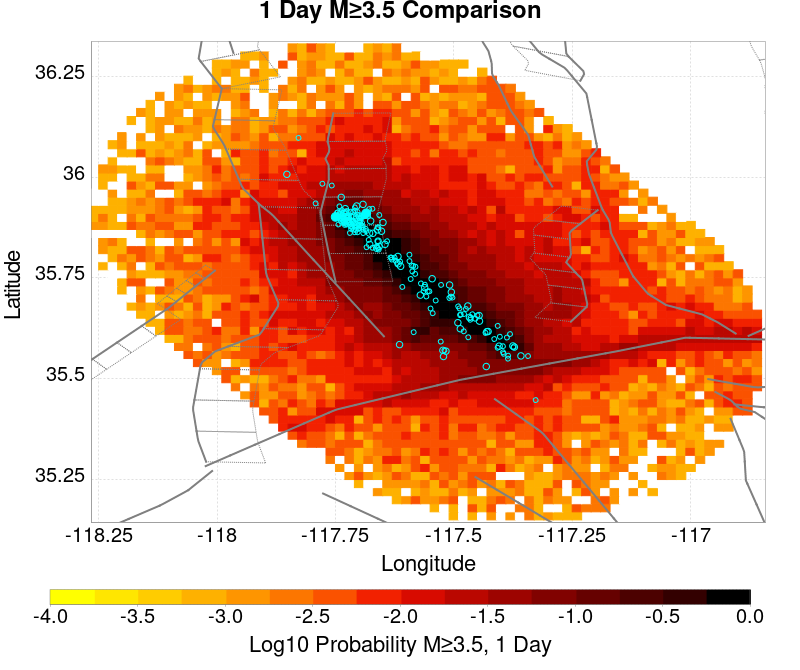 1 Day M≥3.5 Comparison
36.25
36
35.75
35.5
35.25
Latitude
-118.25 -118 -117.75 -117.5 -117.25 -117
Longitude
-4.0 -3.5 -3.0 -2.5 -2.0 -1.5 -1.0 -0.5 0.0
Log10 Probability M≥3.5, 1 Day